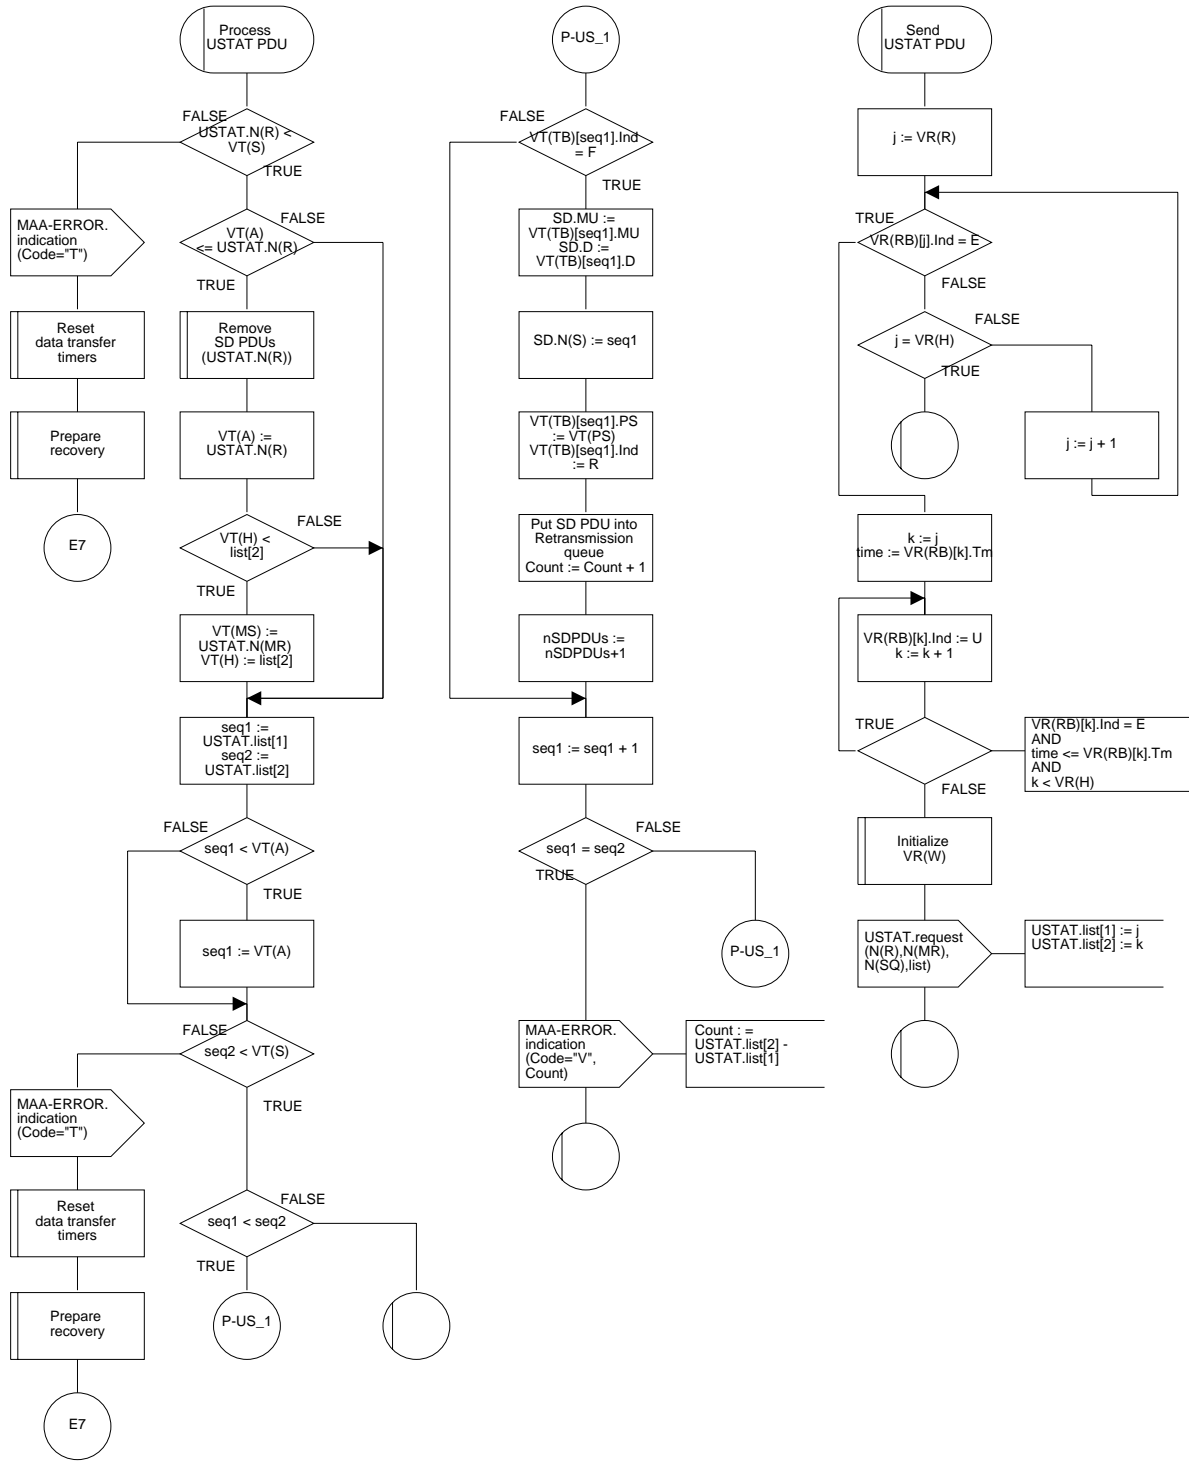 Process
USTAT PDU
FALSE
USTAT.N(R) <
VT(S)
TRUE
MAA-ERROR.
indication
(Code="T")
Reset
data transfer
timers
Prepare
recovery
E7
FALSE
VT(A)
<= USTAT.N(R)
TRUE
Remove
SD PDUs
(USTAT.N(R))
VT(A) :=
USTAT.N(R)
FALSE
VT(H) <
list[2]
TRUE
VT(MS) :=
USTAT.N(MR)
VT(H) := list[2]
seq1 :=
USTAT.list[1]
seq2 :=
USTAT.list[2]
FALSE
seq1 < VT(A)
TRUE
seq1 := VT(A)
FALSE
seq2 < VT(S)
TRUE
MAA-ERROR.
indication
(Code="T")
Reset
data transfer
timers
Prepare
recovery
E7
FALSE
seq1 < seq2
TRUE
P-US_1
P-US_1
FALSE
VT(TB)[seq1].Ind
= F
TRUE
SD.MU :=
VT(TB)[seq1].MU
SD.D :=
VT(TB)[seq1].D
SD.N(S) := seq1
VT(TB)[seq1].PS
:= VT(PS)
VT(TB)[seq1].Ind
:= R
Put SD PDU into
Retransmission
queue
Count := Count + 1
nSDPDUs :=
nSDPDUs+1
seq1 := seq1 + 1
FALSE
seq1 = seq2
TRUE
P-US_1
MAA-ERROR.
indication
(Code="V",
Count)
Count : =
USTAT.list[2] -
USTAT.list[1]
Send
USTAT PDU
j := VR(R)
TRUE
VR(RB)[j].Ind = E
FALSE
FALSE
j = VR(H)
TRUE
j := j + 1
k := j
time := VR(RB)[k].Tm
VR(RB)[k].Ind := U
k := k + 1
TRUE
VR(RB)[k].Ind = E
AND
time <= VR(RB)[k].Tm
AND
k < VR(H)
FALSE
Initialize
VR(W)
USTAT.request
(N(R),N(MR),
N(SQ),list)
USTAT.list[1] := j
USTAT.list[2] := k